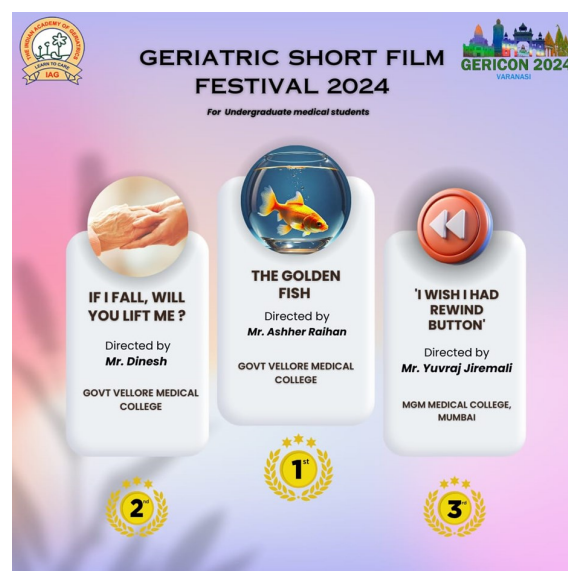 THE INDIAN ACADEMY OF GERIATRICS
LEARN TO CARE
IAG
GERIATRIC SHORT FILM
FESTIVAL 2024
For Undergraduate medical students
GERICON 2024
VARANASI
IF I FALL, WILL
YOU LIFT ME ?
Directed by
Mr. Dinesh
GOVT VELLORE MEDICAL
COLLEGE
2nd
THE GOLDEN
FISH
Directed by
Mr. Ashher Raihan
GOVT VELLORE MEDICAL
COLLEGE
1st
'I WISH I HAD
REWIND
BUTTON'
Directed by
Mr. Yuvraj Jiremali
MGM MEDICAL COLLEGE,
MUMBAI
3rd